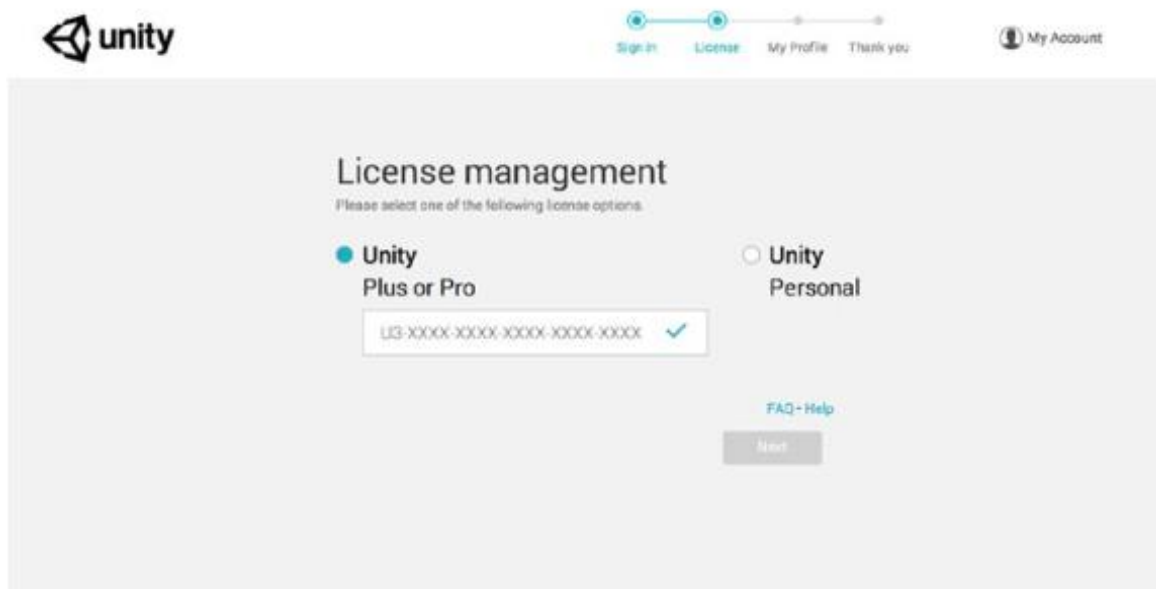 unity
Sign in License My Profile Thank you
My Account
License management
Please select one of the following license options.
Unity
Plus or Pro
U3-XXXX-XXXX-XXXX-XXXX-XXXX
Unity
Personal
FAQ - Help
Next